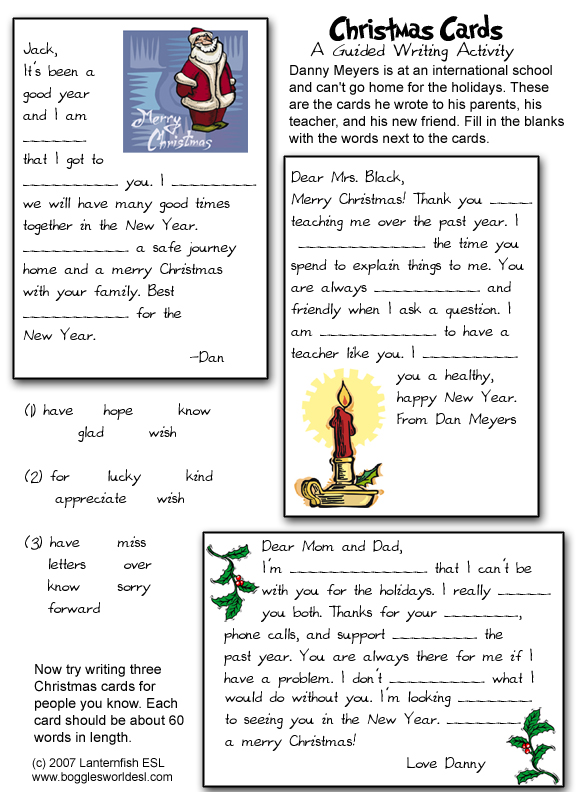 Christmas Cards
A Guided Writing Activity
Danny Meyers is at an international school
and can't go home for the holidays. These
are the cards he wrote to his parents, his
teacher, and his new friend. Fill in the blanks
with the words next to the cards.
Jack,
It's been a
good year
and I am
_______
that I got to
__________ you. I _________
we will have many good times
together in the New Year.
___________ a safe journey
home and a merry Christmas
with your family. Best
___________ for the
New Year.
-Dan
Merry
Christmas
Dear Mrs. Black,
Merry Christmas! Thank you ____
teaching me over the past year. I
_____________ the time you
spend to explain things to me. You
are always ___________ and
friendly when I ask a question. I
am ____________ to have a
teacher like you. I __________
you a healthy,
happy New Year.
From Dan Meyers
(1) have hope know
glad wish
(2) for lucky kind
appreciate wish
(3) have miss
letters over
know sorry
forward
Dear Mom and Dad,
I'm ______________ that I can't be
with you for the holidays. I really ______
you both. Thanks for your ________,
phone calls, and support _________ the
past year. You are always there for me if I
have a problem. I don't _________ what I
would do without you. I'm looking ________
to seeing you in the New Year. ________
a merry Christmas!
Love Danny
Now try writing three
Christmas cards for
people you know. Each
card should be about 60
words in length.
(c) 2007 Lanternfish ESL
www.bogglesworldesl.com